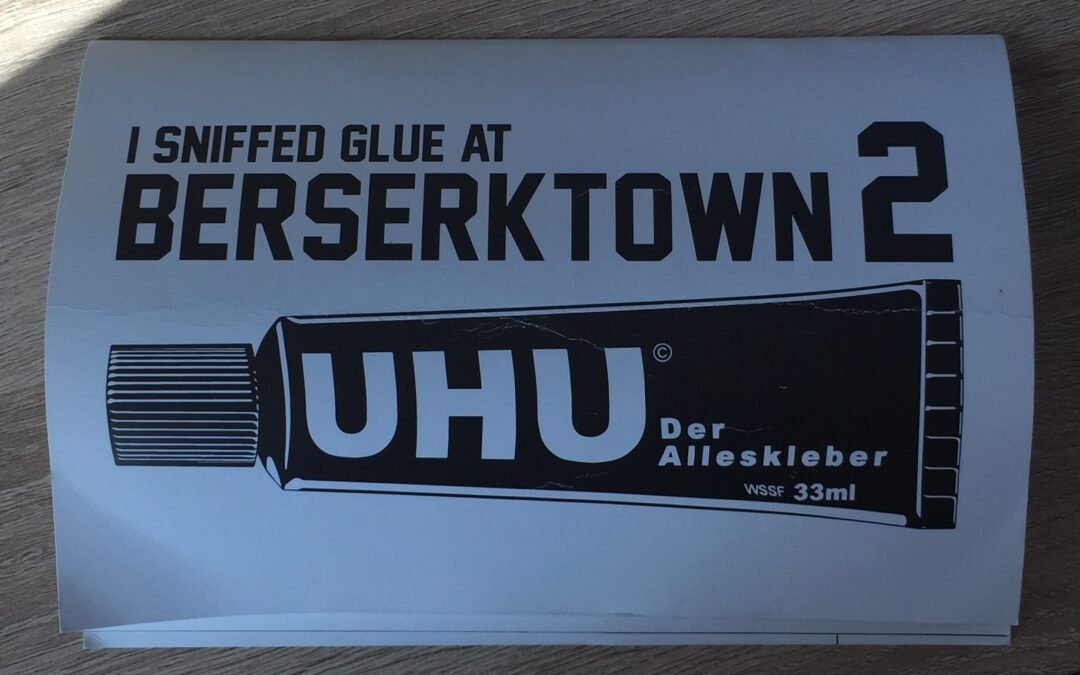 I SNIFFED GLUE AT
BERSERKTOWN 2
UHU©
Der
Alleskleber
WSSF 33ml